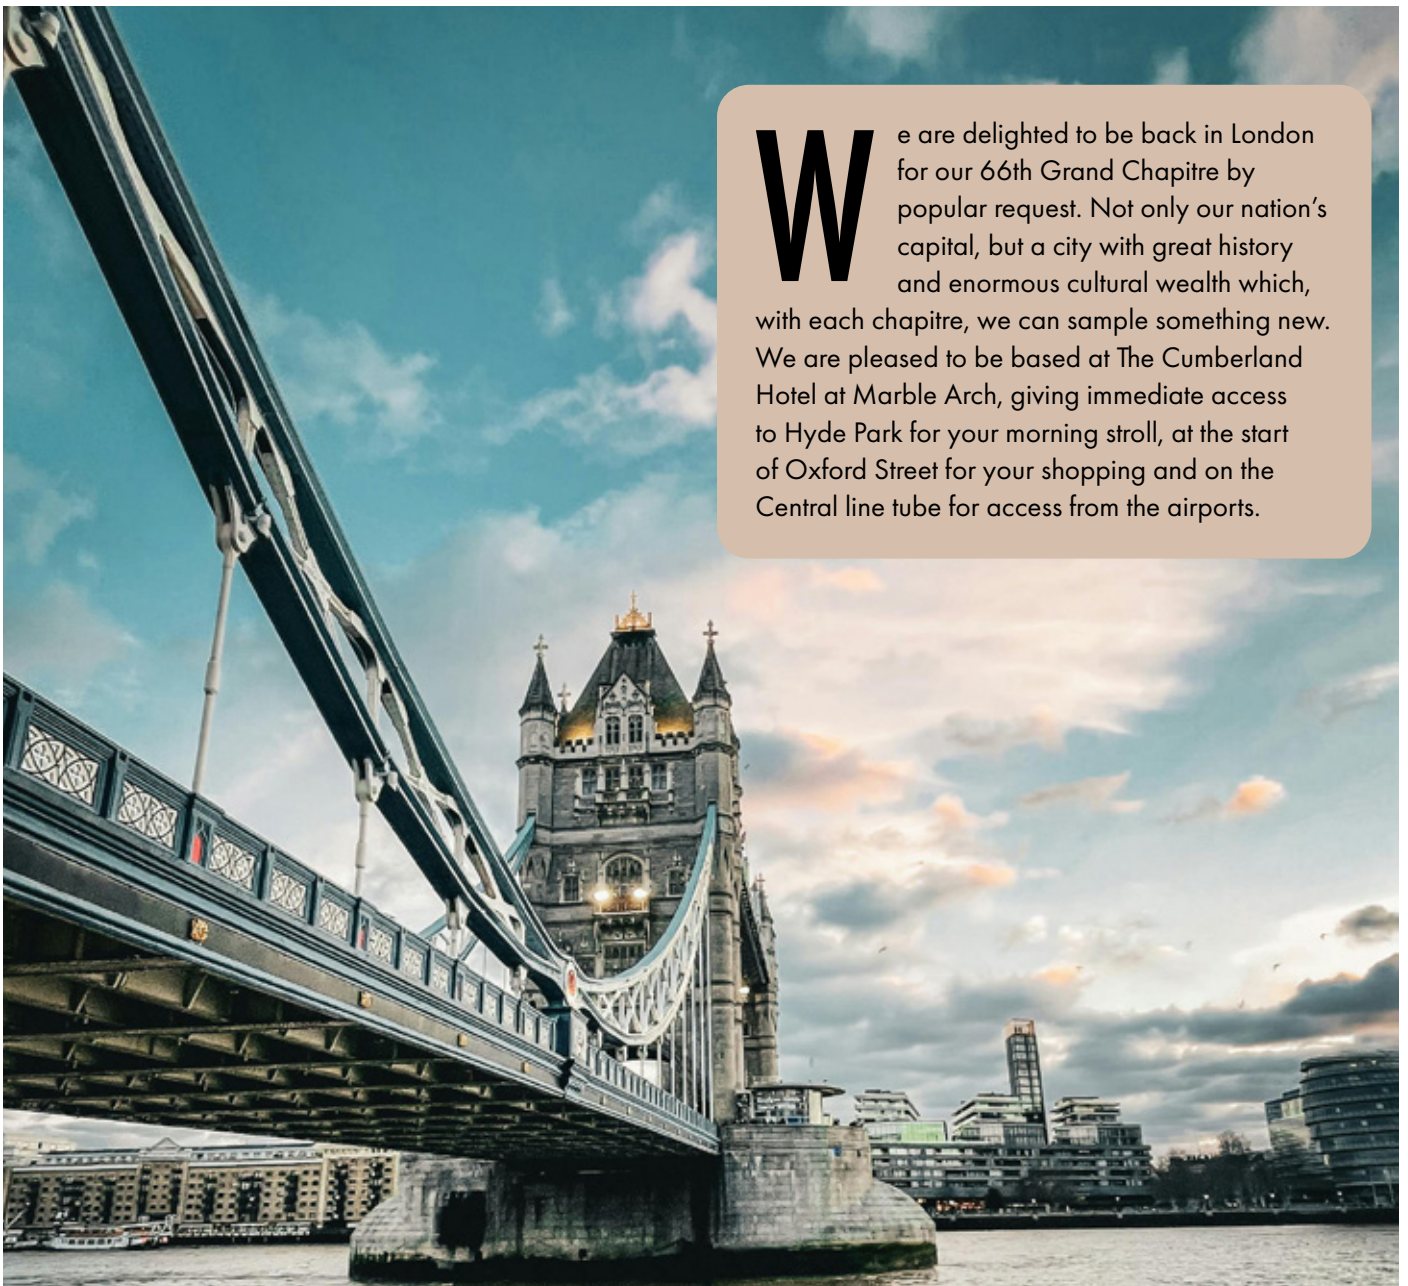 We are delighted to be back in London
for our 66th Grand Chapitre by
popular request. Not only our nation’s
capital, but a city with great history
and enormous cultural wealth which,
with each chapitre, we can sample something new.
We are pleased to be based at The Cumberland
Hotel at Marble Arch, giving immediate access
to Hyde Park for your morning stroll, at the start
of Oxford Street for your shopping and on the
Central line tube for access from the airports.